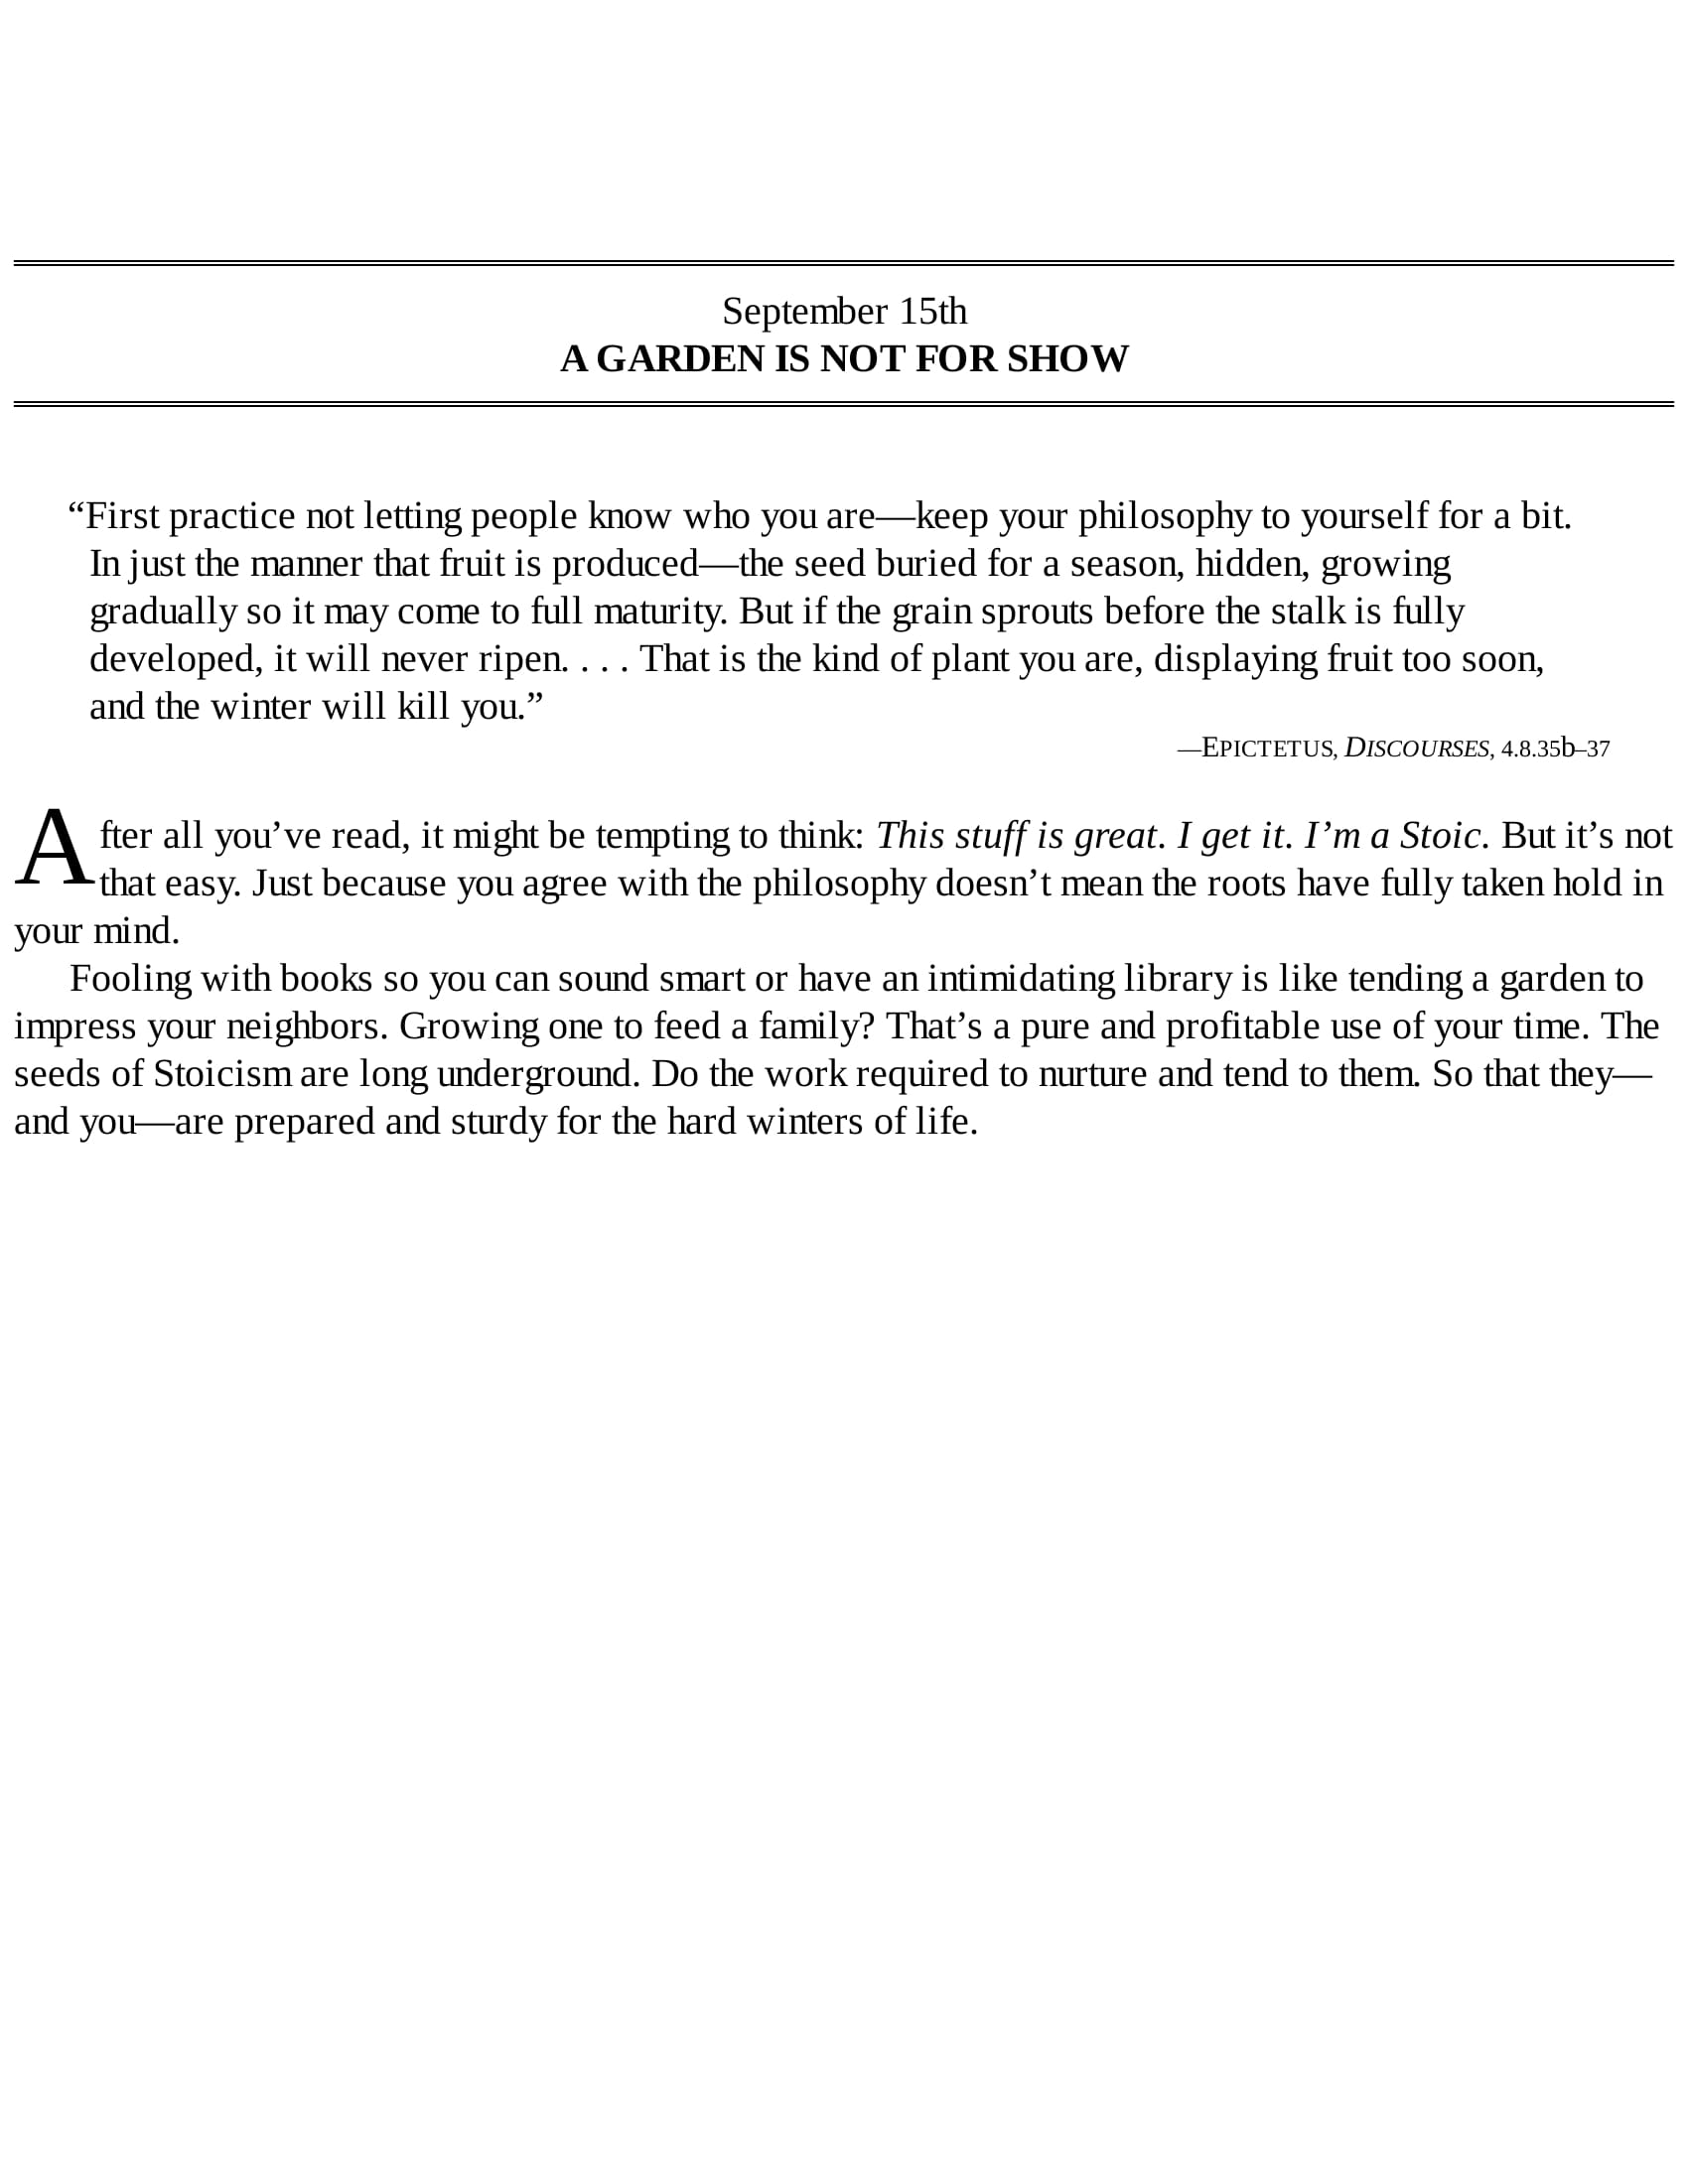 September 15th
A GARDEN IS NOT FOR SHOW
“First practice not letting people know who you are—keep your philosophy to yourself for a bit.
In just the manner that fruit is produced—the seed buried for a season, hidden, growing
gradually so it may come to full maturity. But if the grain sprouts before the stalk is fully
developed, it will never ripen. . . . That is the kind of plant you are, displaying fruit too soon,
and the winter will kill you.”
—EPICTETUS, DISCOURSES, 4.8.35b–37
After all you’ve read, it might be tempting to think: This stuff is great. I get it. I’m a Stoic. But it’s not
that easy. Just because you agree with the philosophy doesn’t mean the roots have fully taken hold in
your mind.
Fooling with books so you can sound smart or have an intimidating library is like tending a garden to
impress your neighbors. Growing one to feed a family? That’s a pure and profitable use of your time. The
seeds of Stoicism are long underground. Do the work required to nurture and tend to them. So that they—
and you—are prepared and sturdy for the hard winters of life.